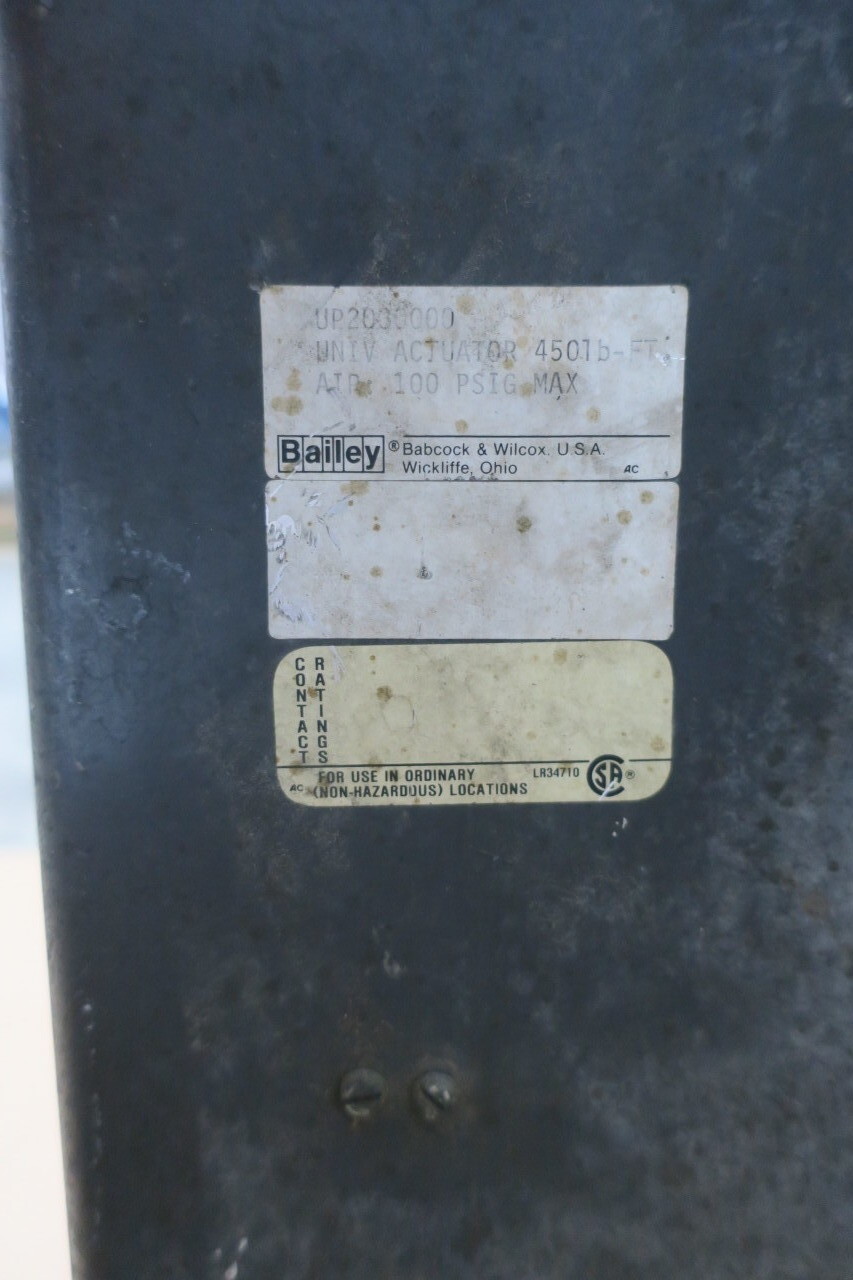 UNIV ACTUATOR 450lb-FT.
AIR: 100 PSIG MAX
Bailey® Babcock & Wilcox. U.S.A.
Wickliffe, Ohio AC
CONTACT RATINGS
FOR USE IN ORDINARY LR34710 SA®
AC (NON-HAZARDOUS) LOCATIONS